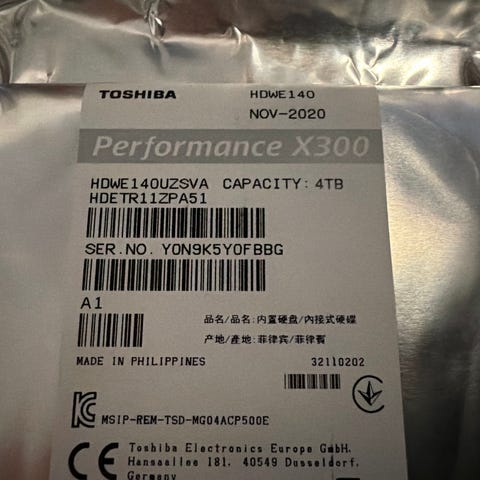 TOSHIBA HDWE140
NOV-2020
Performance X300
HDWE140UZSVA CAPACITY: 4TB
HDETR11ZPA51
SER.NO. Y0N9K5Y0FBBG
A1
品名/品名: 内置硬盘/內接式硬碟
产地/產地: 菲律宾/菲律賓
MADE IN PHILIPPINES 32110202
MSIP-REM-TSD-MG04ACP500E
CE Toshiba Electronics Europe GmbH.
Hansaallee 181, 40549 Dusseldorf,
Germany